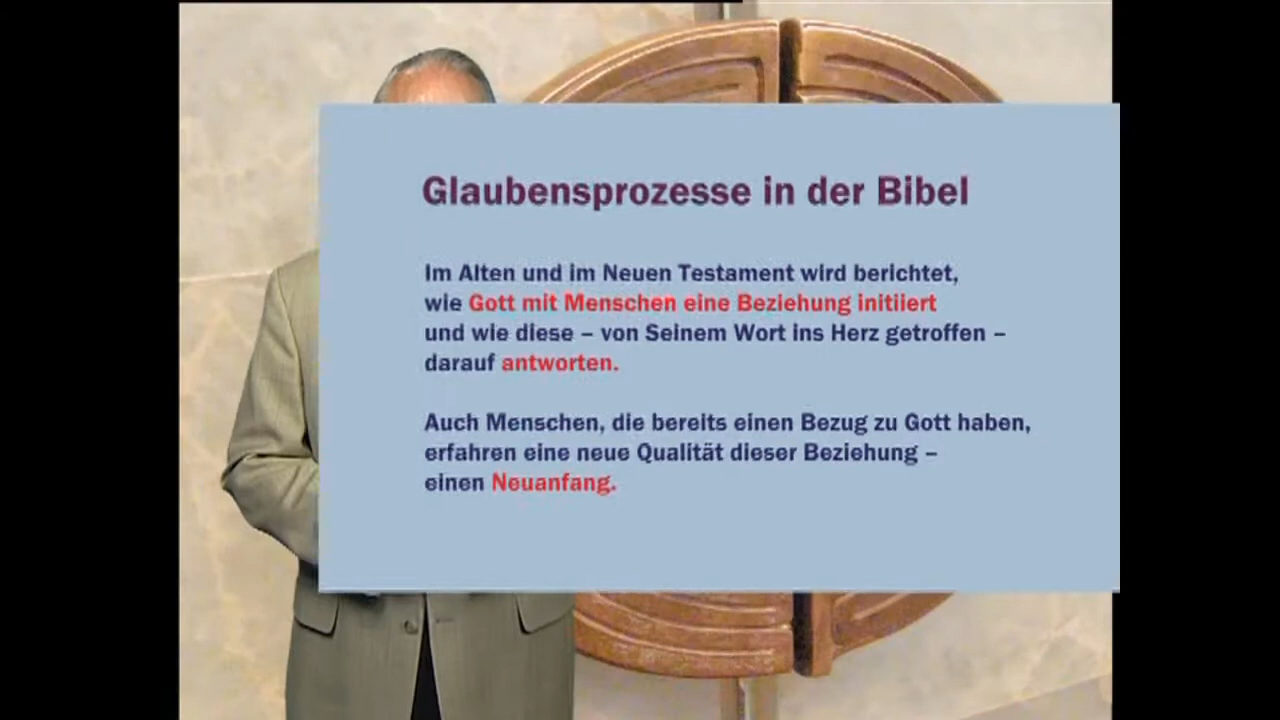 Glaubensprozesse in der Bibel
Im Alten und im Neuen Testament wird berichtet,
wie Gott mit Menschen eine Beziehung initiiert
und wie diese – von Seinem Wort ins Herz getroffen –
darauf antworten.
Auch Menschen, die bereits einen Bezug zu Gott haben,
erfahren eine neue Qualität dieser Beziehung –
einen Neuanfang.